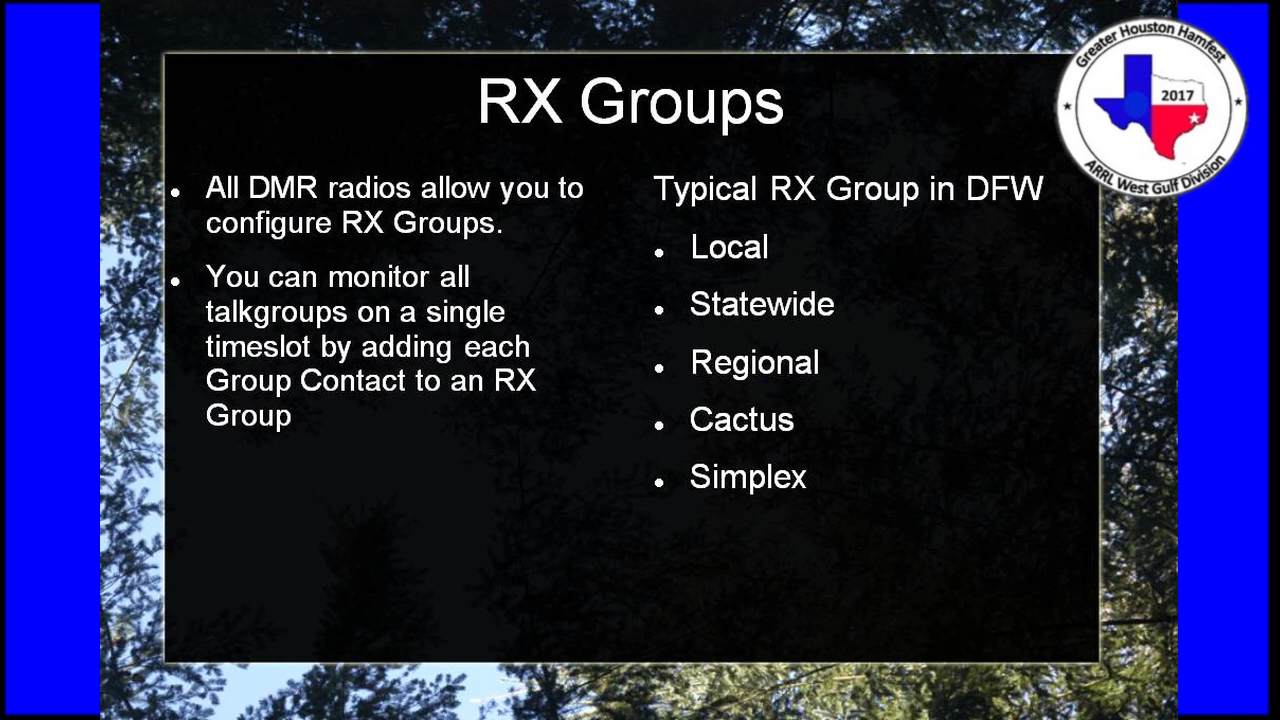 RX Groups
All DMR radios allow you to
configure RX Groups.
You can monitor all
talkgroups on a single
timeslot by adding each
Group Contact to an RX
Group
Typical RX Group in DFW
Local
Statewide
Regional
Cactus
Simplex
Greater Houston Hamfest
2017
ARRL West Gulf Division